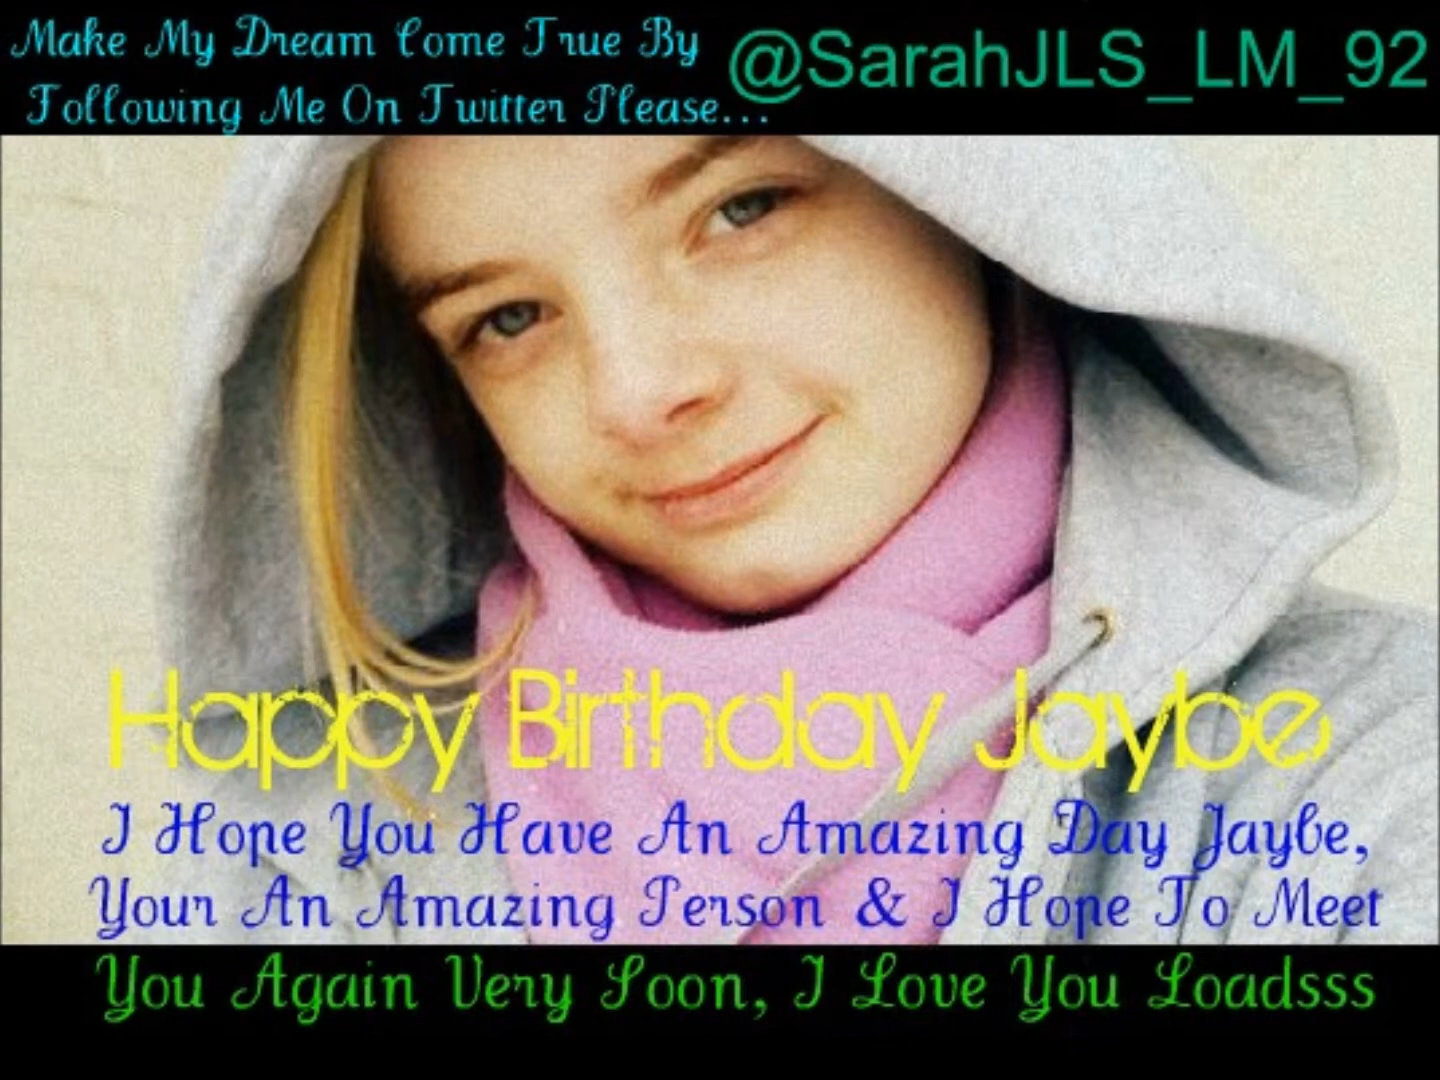 Make My Dream Come True By
Following Me On Twitter Please...
@SarahJLS_LM_92
Happy Birthday Jaybe
I Hope You Have An Amazing Day Jaybe,
Your An Amazing Person & I Hope To Meet
You Again Very Soon, I Love You Loadsss